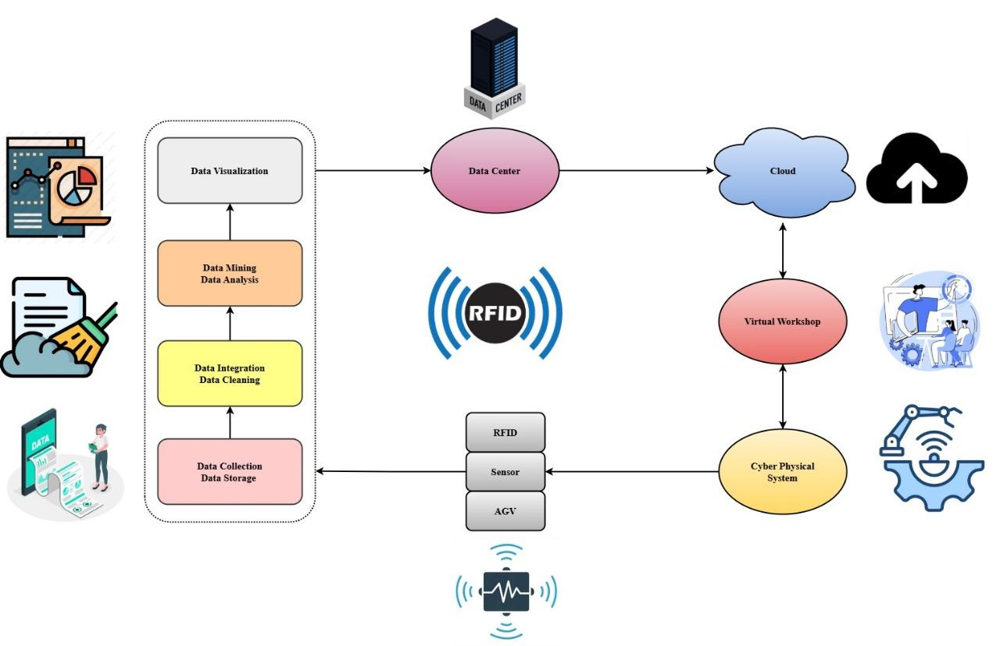 DATA CENTER
Data Visualization
Data Center
Cloud
Data Mining
Data Analysis
RFID
Virtual Workshop
Data Integration
Data Cleaning
DATA
RFID
Data Collection
Data Storage
Sensor
Cyber Physical
System
AGV